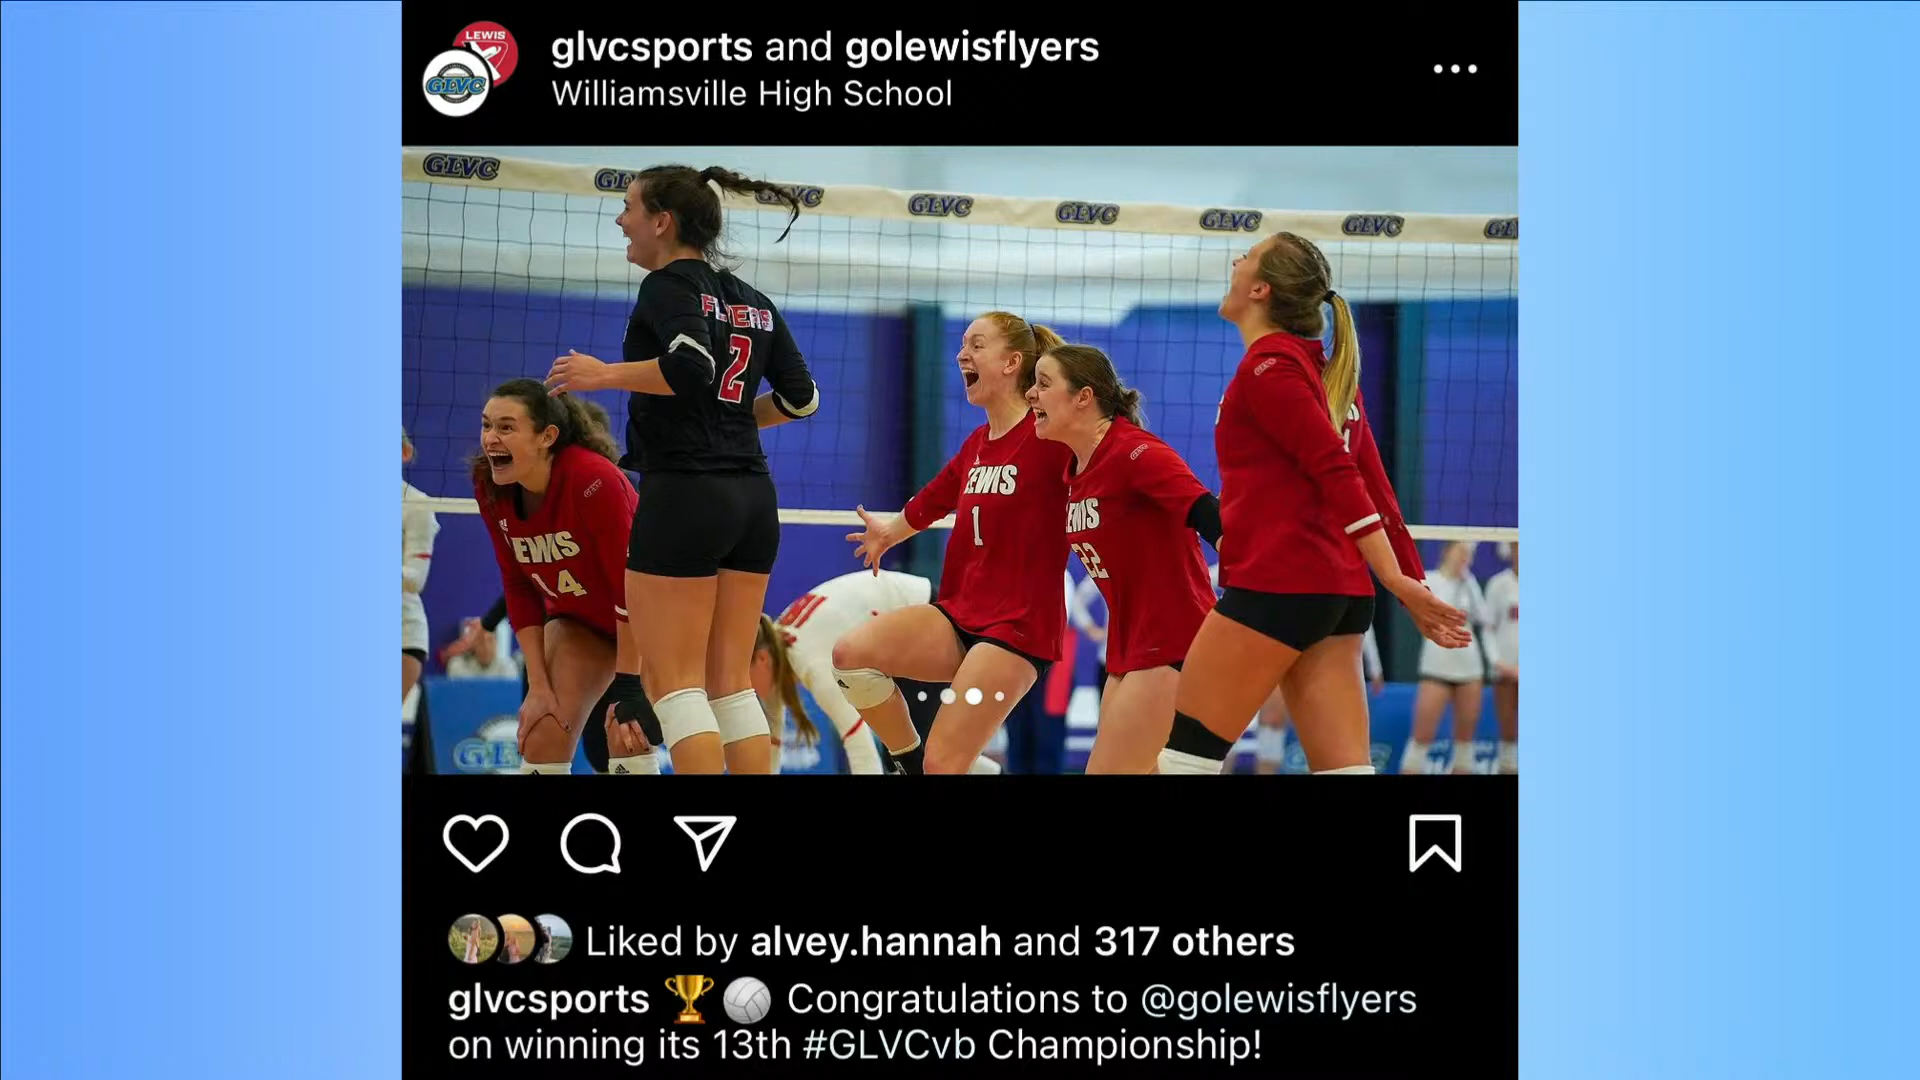 LEWIS
GLVC
glvcsports and golewisflyers
Williamsville High School
GLVC
GLVC
GLVC
GLVC
GLVC
FLYERS
2
LEWIS
14
LEWIS
1
22
GLVC
Liked by alvey.hannah and 317 others
glvcsports 🏆🏐 Congratulations to @golewisflyers
on winning its 13th #GLVCvb Championship!